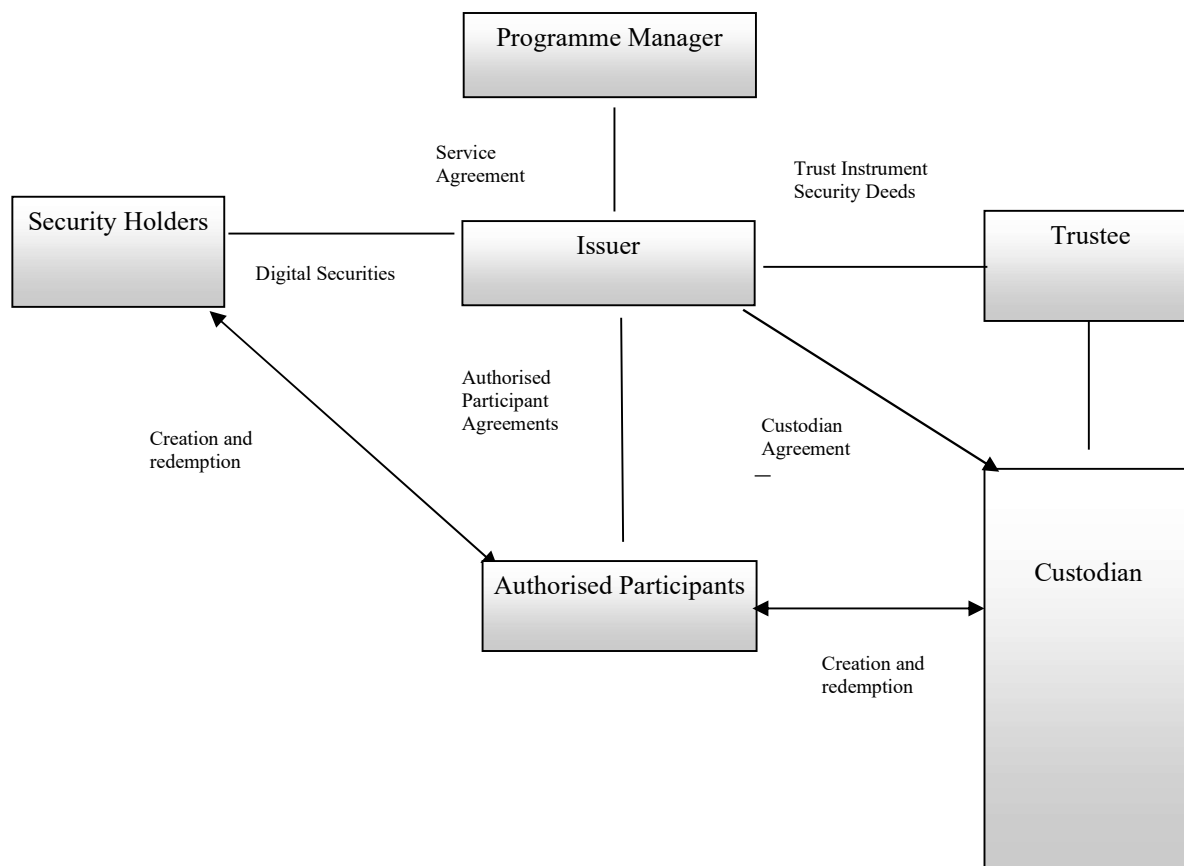 Programme Manager
Service
Agreement
Trust Instrument
Security Deeds
Security Holders
Issuer
Trustee
Digital Securities
Authorised
Participant
Agreements
Creation and
redemption
Custodian
Agreement
Authorised Participants
Custodian
Creation and
redemption